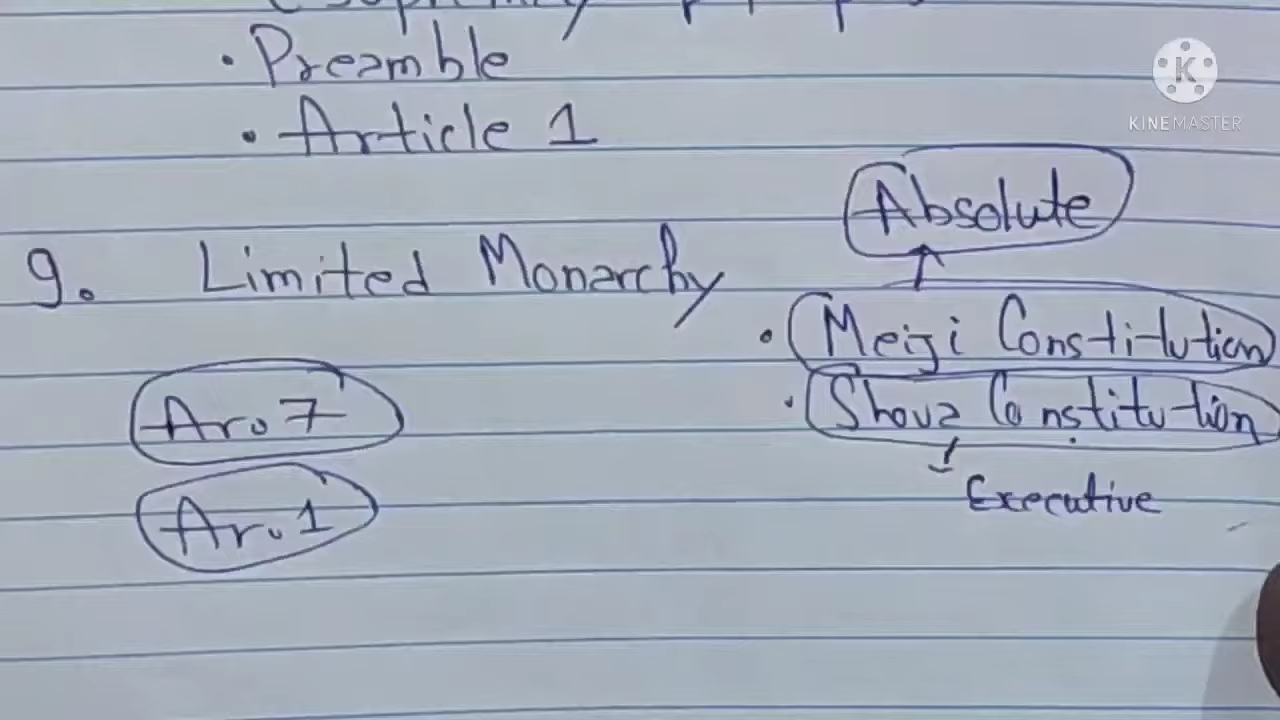 • Preamble
• Article 1
Absolute
9. Limited Monarchy
• Meiji Constitution
• Showa Constitution
Ar. 7
Executive
Ar. 1
KINEMASTER